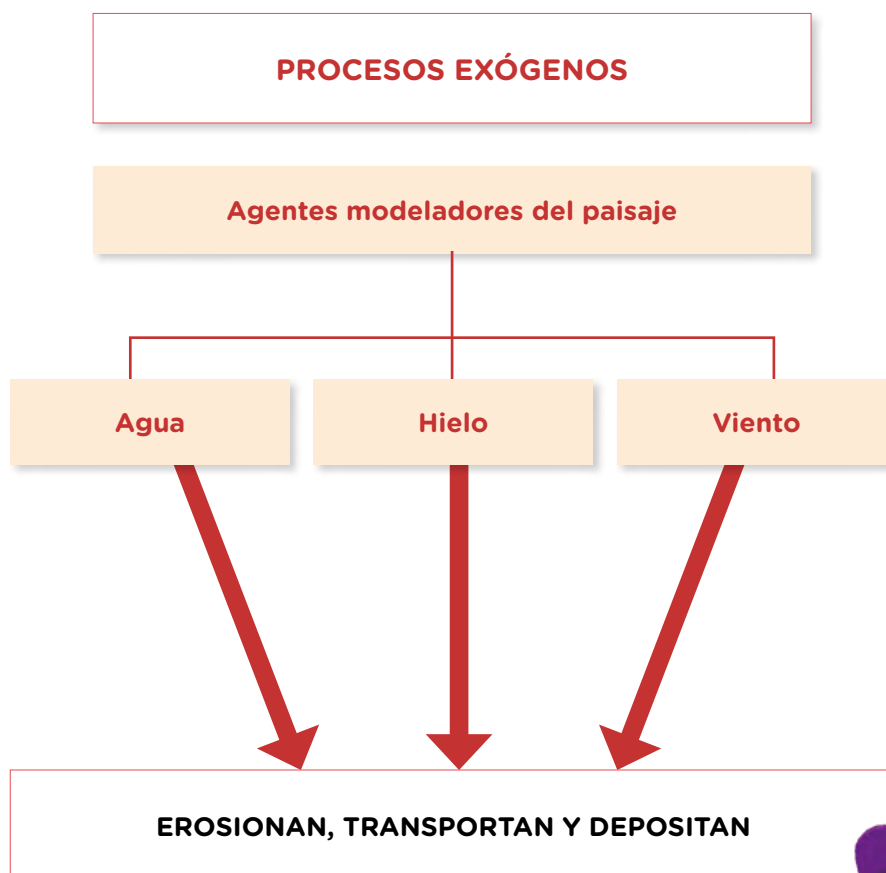 PROCESOS EXÓGENOS
Agentes modeladores del paisaje
Agua
Hielo
Viento
EROSIONAN, TRANSPORTAN Y DEPOSITAN